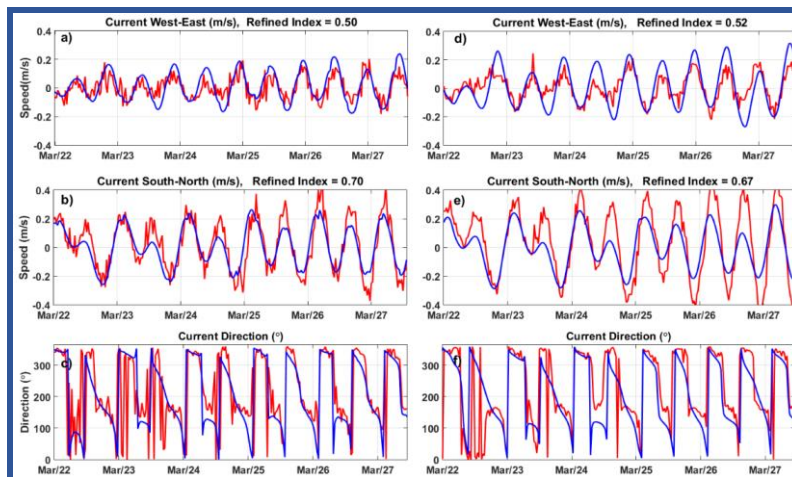 Current West-East (m/s), Refined Index = 0.50
a)
Speed(m/s)
0.4
0.2
0
-0.2
-0.4
Mar/22 Mar/23 Mar/24 Mar/25 Mar/26 Mar/27
Current West-East (m/s), Refined Index = 0.52
d)
0.4
0.2
0
-0.2
-0.4
Mar/22 Mar/23 Mar/24 Mar/25 Mar/26 Mar/27
Current South-North (m/s), Refined Index = 0.70
b)
Speed (m/s)
0.4
0.2
0
-0.2
-0.4
Mar/22 Mar/23 Mar/24 Mar/25 Mar/26 Mar/27
Current South-North (m/s), Refined Index = 0.67
e)
0.4
0.2
0
-0.2
-0.4
Mar/22 Mar/23 Mar/24 Mar/25 Mar/26 Mar/27
Current Direction (°)
c)
Direction (°)
300
200
100
0
Mar/22 Mar/23 Mar/24 Mar/25 Mar/26 Mar/27
Current Direction (°)
f)
300
200
100
0
Mar/22 Mar/23 Mar/24 Mar/25 Mar/26 Mar/27